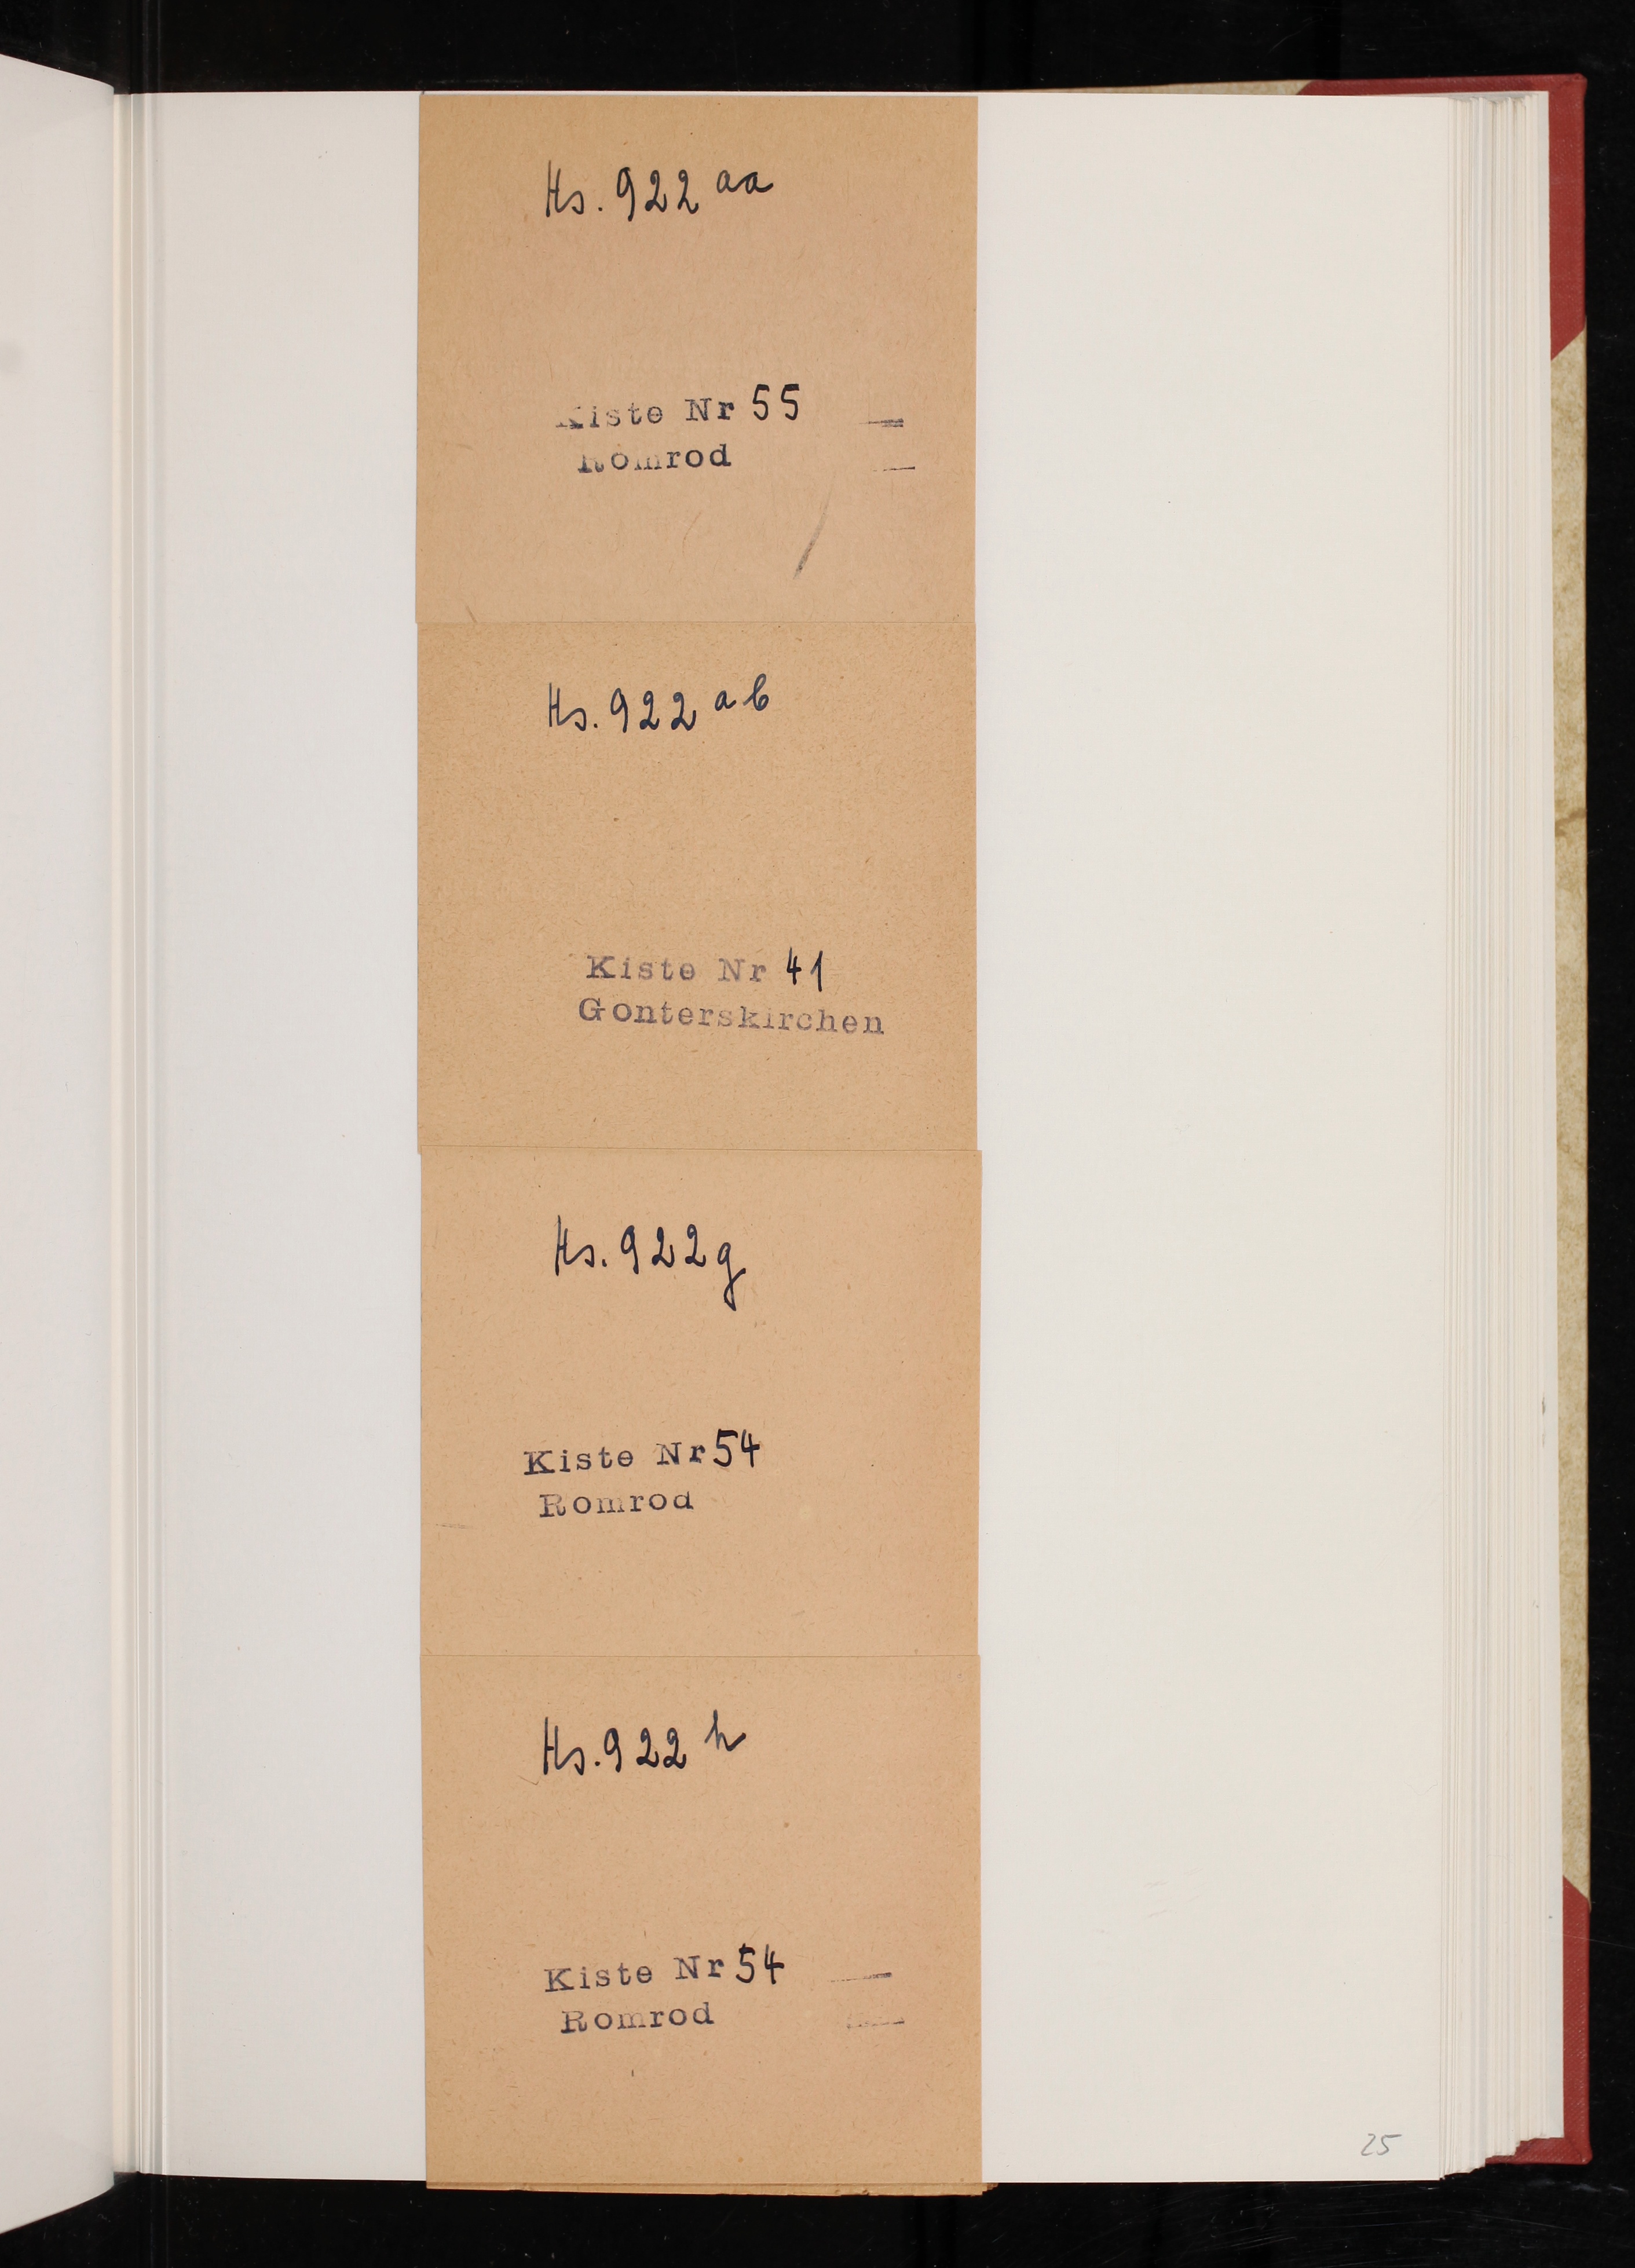 Hs. 922 aa
Kiste Nr 55
Romrod
Hs. 922 ab
Kiste Nr 41
Gonterskirchen
Hs. 922 g
Kiste Nr 54
Romrod
Hs. 922 h
Kiste Nr 54
Romrod
25